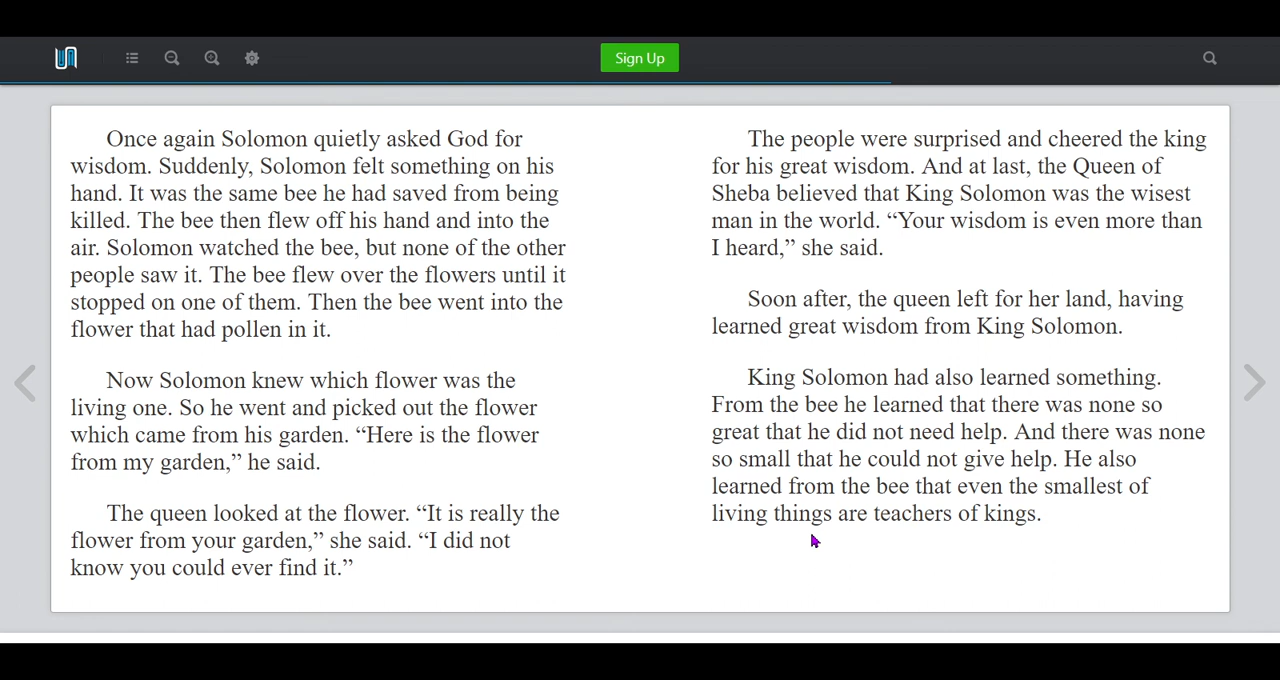 Sign Up
Once again Solomon quietly asked God for
wisdom. Suddenly, Solomon felt something on his
hand. It was the same bee he had saved from being
killed. The bee then flew off his hand and into the
air. Solomon watched the bee, but none of the other
people saw it. The bee flew over the flowers until it
stopped on one of them. Then the bee went into the
flower that had pollen in it.
Now Solomon knew which flower was the
living one. So he went and picked out the flower
which came from his garden. “Here is the flower
from my garden,” he said.
The queen looked at the flower. “It is really the
flower from your garden,” she said. “I did not
know you could ever find it.”
The people were surprised and cheered the king
for his great wisdom. And at last, the Queen of
Sheba believed that King Solomon was the wisest
man in the world. “Your wisdom is even more than
I heard,” she said.
Soon after, the queen left for her land, having
learned great wisdom from King Solomon.
King Solomon had also learned something.
From the bee he learned that there was none so
great that he did not need help. And there was none
so small that he could not give help. He also
learned from the bee that even the smallest of
living things are teachers of kings.